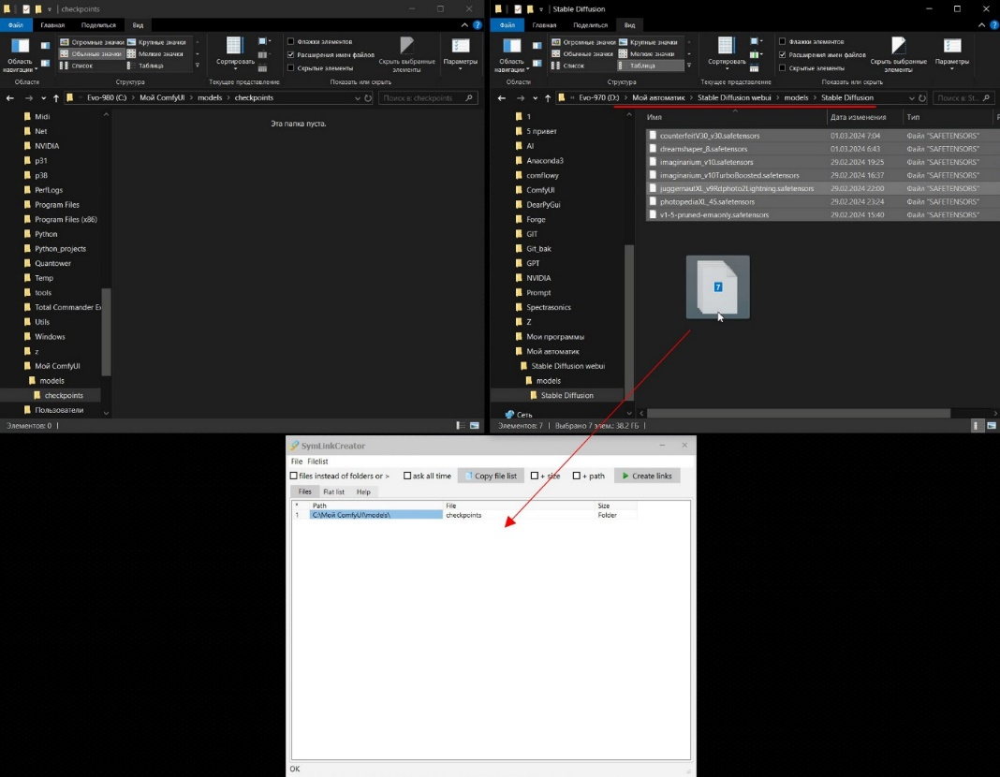 checkpoints
Файл Главная Поделиться Вид
Огромные значки Крупные значки
Обычные значки Мелкие значки
Список Таблица
Область навигации
Сортировать
Флажки элементов
Расширения имен файлов
Скрытые элементы
Скрыть выбранные элементы
Параметры
Области Структура Текущее представление Показать или скрыть
Evo-980 (C:) > Мой ComfyUI > models > checkpoints
Поиск в: checkpoints
Midi
Net
NVIDIA
p31
p38
PerfLogs
Program Files
Program Files (x86)
Python
Python_projects
Quantower
Temp
tools
Total Commander Ex
Utils
Windows
z
Мой ComfyUI
models
checkpoints
Пользователи
Эта папка пуста.
Элементов: 0
Stable Diffusion
Файл Главная Поделиться Вид
Огромные значки Крупные значки
Обычные значки Мелкие значки
Список Таблица
Область навигации
Сортировать
Флажки элементов
Расширения имен файлов
Скрытые элементы
Скрыть выбранные элементы
Параметры
Области Структура Текущее представление Показать или скрыть
« Evo-970 (D:) > Мой автоматик > Stable Diffusion webui > models > Stable Diffusion
Поиск в: St...
1
5 привет
AI
Anaconda3
comflowy
ComfyUI
DearPyGui
Forge
GIT
Git_bak
GPT
NVIDIA
Prompt
Spectrasonics
Z
Мои программы
Мой автоматик
Stable Diffusion webui
models
Stable Diffusion
Сеть
Имя Дата изменения Тип
counterfeitV30_v30.safetensors 01.03.2024 7:04 Файл "SAFETENSORS"
dreamshaper_8.safetensors 01.03.2024 6:43 Файл "SAFETENSORS"
imaginarium_v10.safetensors 29.02.2024 19:25 Файл "SAFETENSORS"
imaginarium_v10TurboBoosted.safetensors 29.02.2024 16:37 Файл "SAFETENSORS"
juggernautXL_v9Rdphoto2Lightning.safetensors 29.02.2024 22:00 Файл "SAFETENSORS"
photopediaXL_45.safetensors 29.02.2024 23:24 Файл "SAFETENSORS"
v1-5-pruned-emaonly.safetensors 29.02.2024 15:40 Файл "SAFETENSORS"
7
Элементов: 7 Выбрано 7 элем.: 38,2 ГБ
SymLinkCreator
File Filelist
files instead of folders or > ask all time Copy file list + size + path Create links
Files Flat list Help
* Path File Size
1 C:\Мой ComfyUI\models\ checkpoints Folder
OK